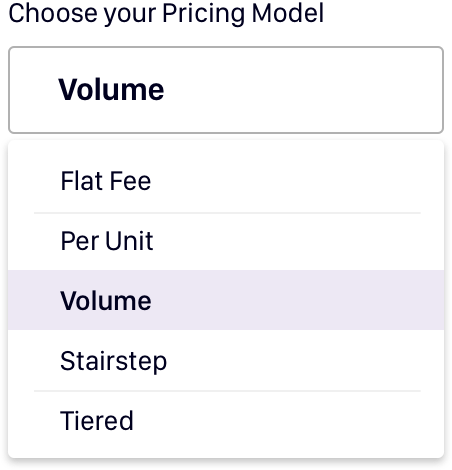 Choose your Pricing Model
Volume
Flat Fee
Per Unit
Volume
Stairstep
Tiered